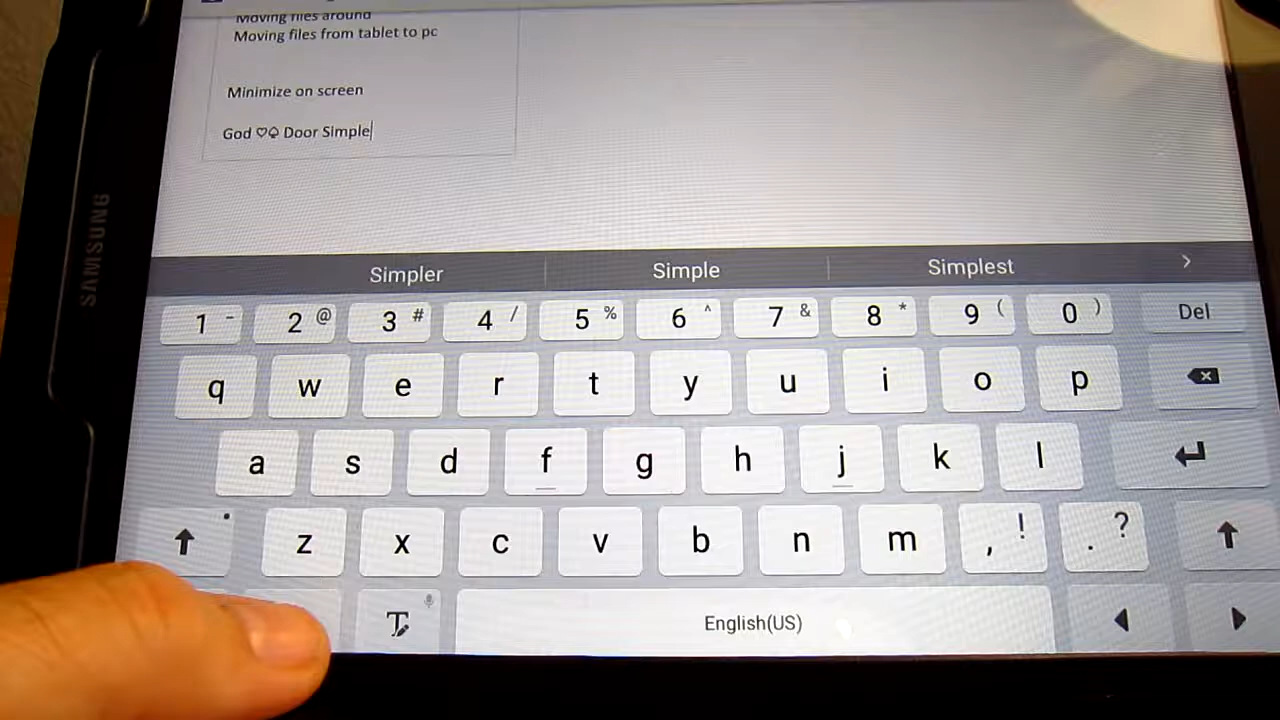 Moving files around
Moving files from tablet to pc
Minimize on screen
God ♡♤ Door Simple
SAMSUNG
Simpler Simple Simplest >
1 - 2 @ 3 # 4 / 5 % 6 ^ 7 & 8 * 9 ( 0 ) Del
q w e r t y u i o p
a s d f g h j k l
z x c v b n m , ! . ?
T English(US)